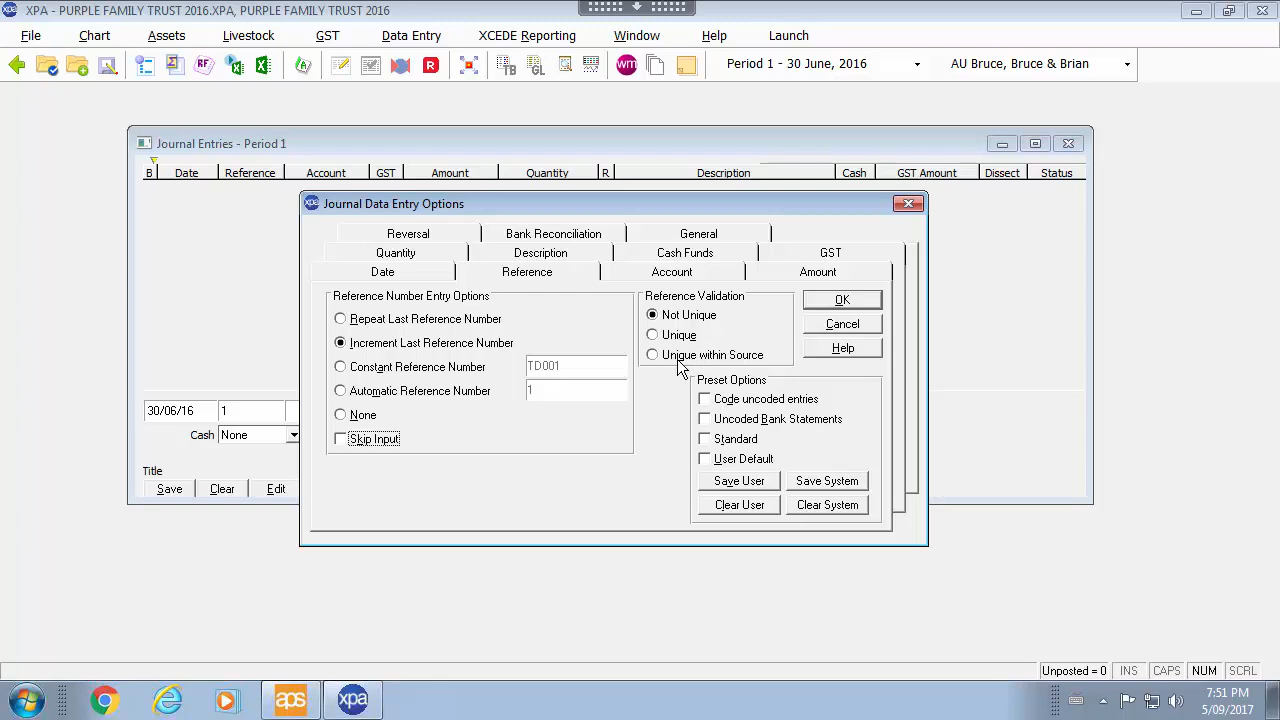 XPA - PURPLE FAMILY TRUST 2016.XPA, PURPLE FAMILY TRUST 2016
File Chart Assets Livestock GST Data Entry XCEDE Reporting Window Help Launch
RF R TB GL wm Period 1 - 30 June, 2016 AU Bruce, Bruce & Brian
Journal Entries - Period 1
B Date Reference Account GST Amount Quantity R Description Cash GST Amount Dissect Status
xpa Journal Data Entry Options
Reversal Bank Reconciliation General
Quantity Description Cash Funds GST
Date Reference Account Amount
Reference Number Entry Options
Repeat Last Reference Number
Increment Last Reference Number
Constant Reference Number TD001
Automatic Reference Number 1
None
Skip Input
Reference Validation
Not Unique
Unique
Unique within Source
OK
Cancel
Help
Preset Options
Code uncoded entries
Uncoded Bank Statements
Standard
User Default
Save User Save System
Clear User Clear System
30/06/16 1
Cash None
Title
Save Clear Edit
Unposted = 0 INS CAPS NUM SCRL
aps xpa
7:51 PM
5/09/2017